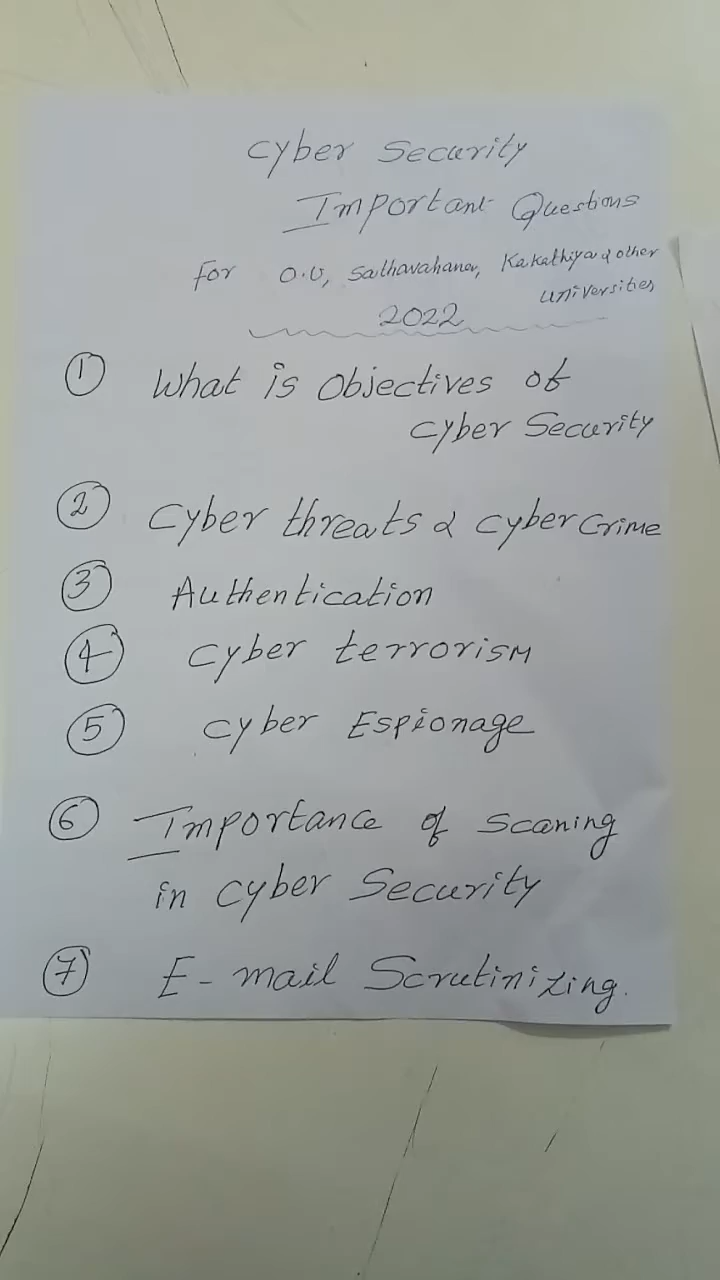 Cyber Security
Important Questions
For O.U, Sathavahana, Kakathiya & other
universities
2022
① What is Objectives of
Cyber Security
② Cyber threats & cyber Crime
③ Authentication
④ Cyber terrorism
⑤ Cyber Espionage
⑥ Importance of Scaning
in Cyber Security
⑦ E-mail Scrutinizing.